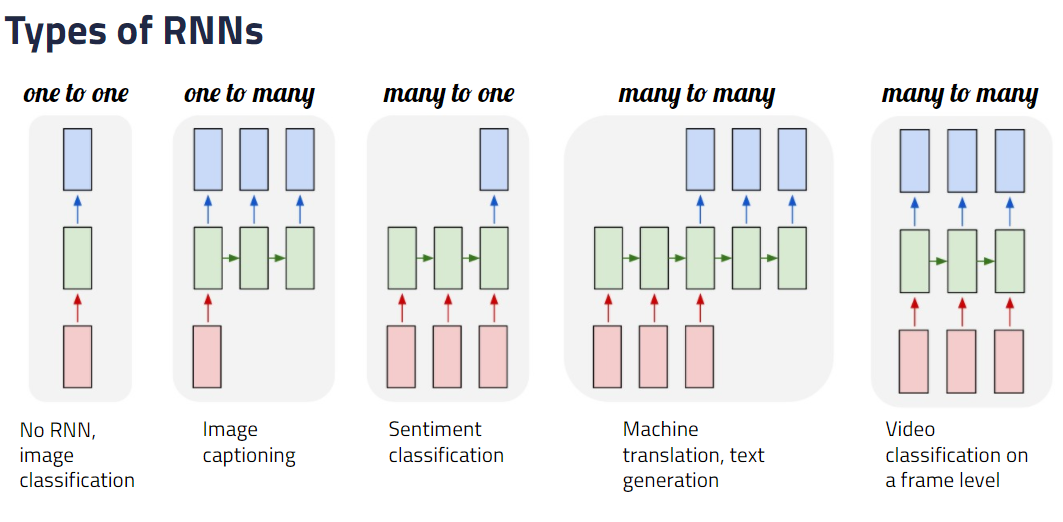 Types of RNNs
one to one
one to many
many to one
many to many
many to many
No RNN,
image
classification
Image
captioning
Sentiment
classification
Machine
translation, text
generation
Video
classification on
a frame level